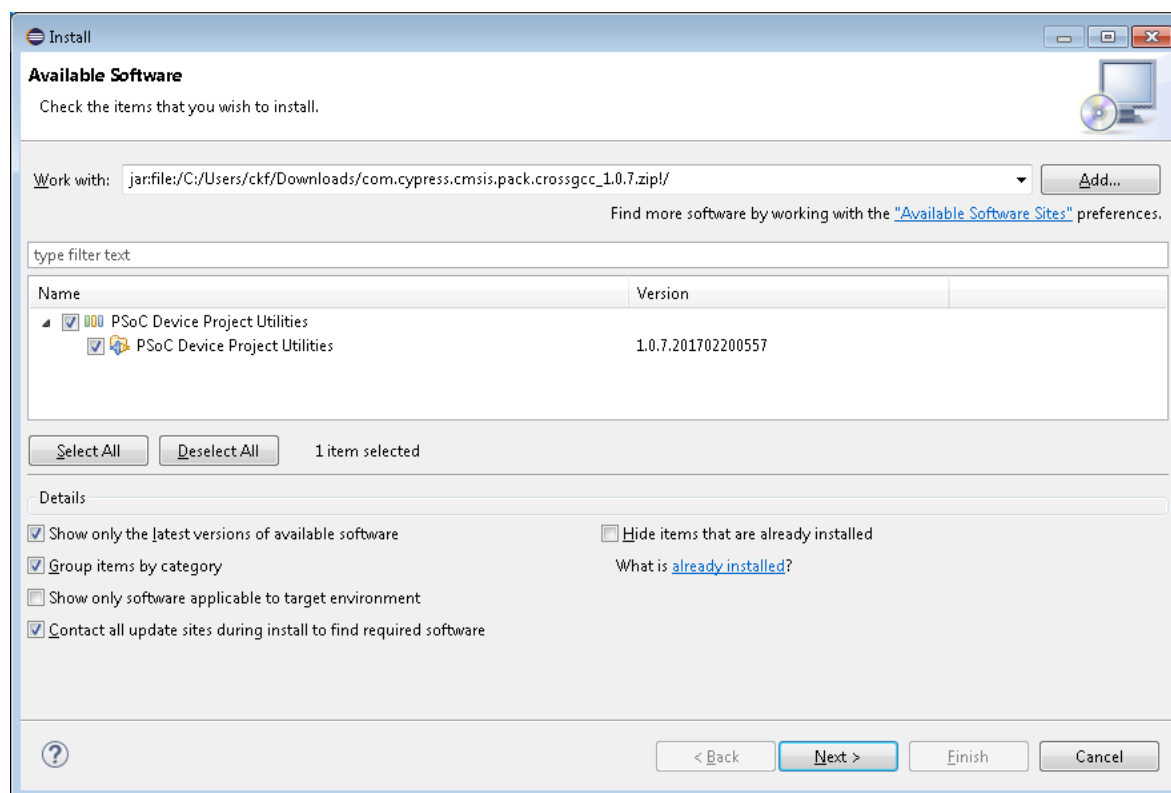 Install
Available Software
Check the items that you wish to install.
Work with: jar:file:/C:/Users/ckf/Downloads/com.cypress.cmsis.pack.crossgcc_1.0.7.zip!/ Add...
Find more software by working with the "Available Software Sites" preferences.
type filter text
Name Version
PSoC Device Project Utilities
PSoC Device Project Utilities 1.0.7.201702200557
Select All Deselect All 1 item selected
Details
Show only the latest versions of available software Hide items that are already installed
Group items by category What is already installed?
Show only software applicable to target environment
Contact all update sites during install to find required software
? < Back Next > Finish Cancel